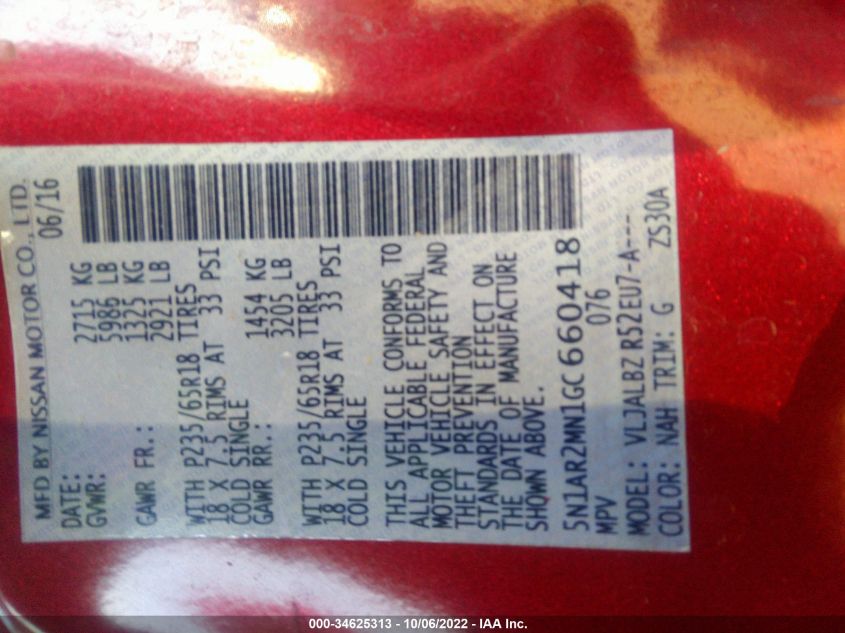 MFD BY NISSAN MOTOR CO., LTD.
DATE: 06/16
GVWR: 2715 KG
5986 LB
GAWR FR.: 1325 KG
2921 LB
WITH P235/65R18 TIRES
18 X 7.5 RIMS AT 33 PSI
COLD SINGLE
GAWR RR.: 1454 KG
3205 LB
WITH P235/65R18 TIRES
18 X 7.5 RIMS AT 33 PSI
COLD SINGLE
THIS VEHICLE CONFORMS TO
ALL APPLICABLE FEDERAL
MOTOR VEHICLE SAFETY AND
THEFT PREVENTION
STANDARDS IN EFFECT ON
THE DATE OF MANUFACTURE
SHOWN ABOVE.
5N1AR2MN1GC660418
MPV 076
MODEL: VLJALBZ R52EU7-A---
COLOR: NAH TRIM: G ZS30A
000-34625313 - 10/06/2022 - IAA Inc.